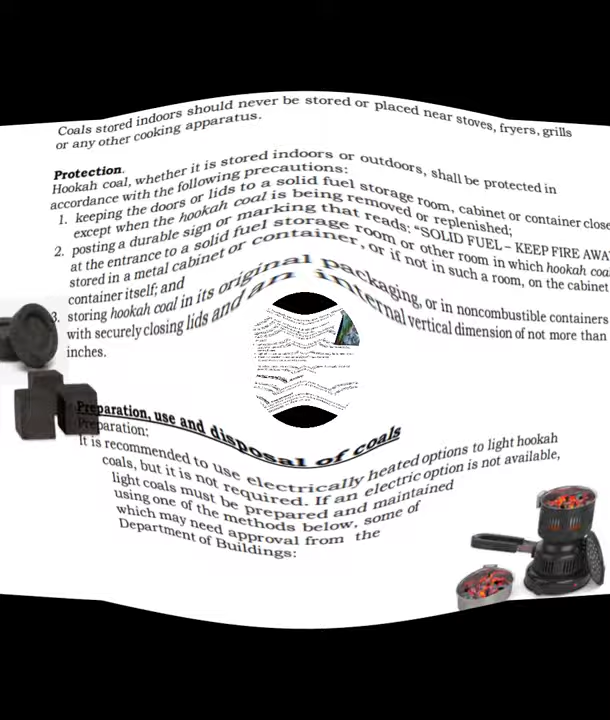 Coals stored indoors should never be stored or placed near stoves, fryers, grills
or any other cooking apparatus.
Protection.
Hookah coal, whether it is stored indoors or outdoors, shall be protected in
accordance with the following precautions:
1. keeping the doors or lids to a solid fuel storage room, cabinet or container close
except when the hookah coal is being removed or replenished;
2. posting a durable sign or marking that reads: “SOLID FUEL – KEEP FIRE AWA
at the entrance to a solid fuel storage room or other room in which hookah coa
stored in a metal cabinet or container, or if not in such a room, on the cabinet
container itself; and
3. storing hookah coal in its original packaging, or in noncombustible containers
with securely closing lids and an internal vertical dimension of not more than
inches.
Preparation, use and disposal of coals
Preparation:
It is recommended to use electrically heated options to light hookah
coals, but it is not required. If an electric option is not available,
light coals must be prepared and maintained
using one of the methods below, some of
which may need approval from the
Department of Buildings: